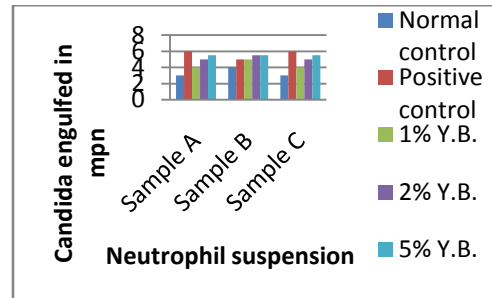 Candida engulfed in
mpn
8
6
4
2
0
Sample A
Sample B
Sample C
Neutrophil suspension
Normal
control
Positive
control
1% Y.B.
2% Y.B.
5% Y.B.